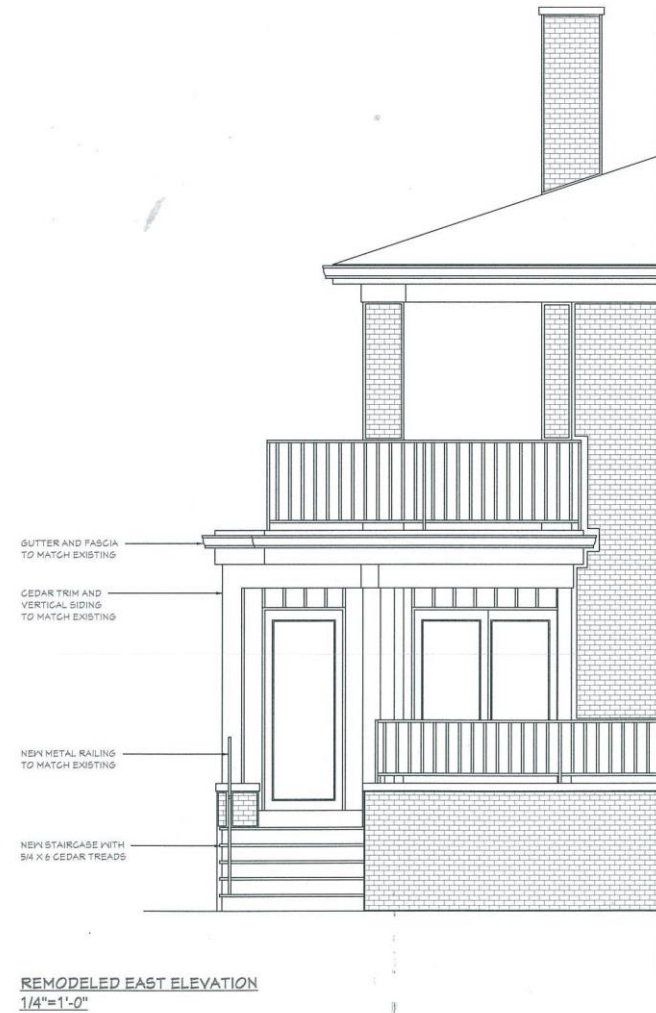 GUTTER AND FASCIA
TO MATCH EXISTING
CEDAR TRIM AND
VERTICAL SIDING
TO MATCH EXISTING
NEW METAL RAILING
TO MATCH EXISTING
NEW STAIRCASE WITH
5/4 X 6 CEDAR TREADS
REMODELED EAST ELEVATION
1/4"=1'-0"